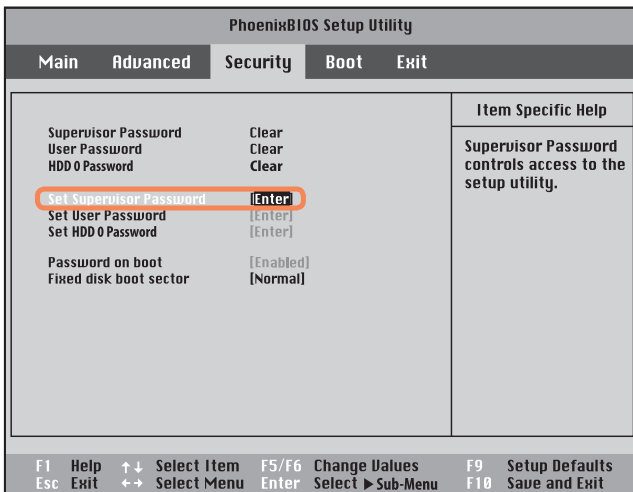 PhoenixBIOS Setup Utility
Main Advanced Security Boot Exit
Supervisor Password Clear
User Password Clear
HDD 0 Password Clear
Set Supervisor Password [Enter]
Set User Password [Enter]
Set HDD 0 Password [Enter]
Password on boot [Enabled]
Fixed disk boot sector [Normal]
Item Specific Help
Supervisor Password
controls access to the
setup utility.
F1 Help ↑↓ Select Item F5/F6 Change Values F9 Setup Defaults
Esc Exit ←→ Select Menu Enter Select ▶ Sub-Menu F10 Save and Exit